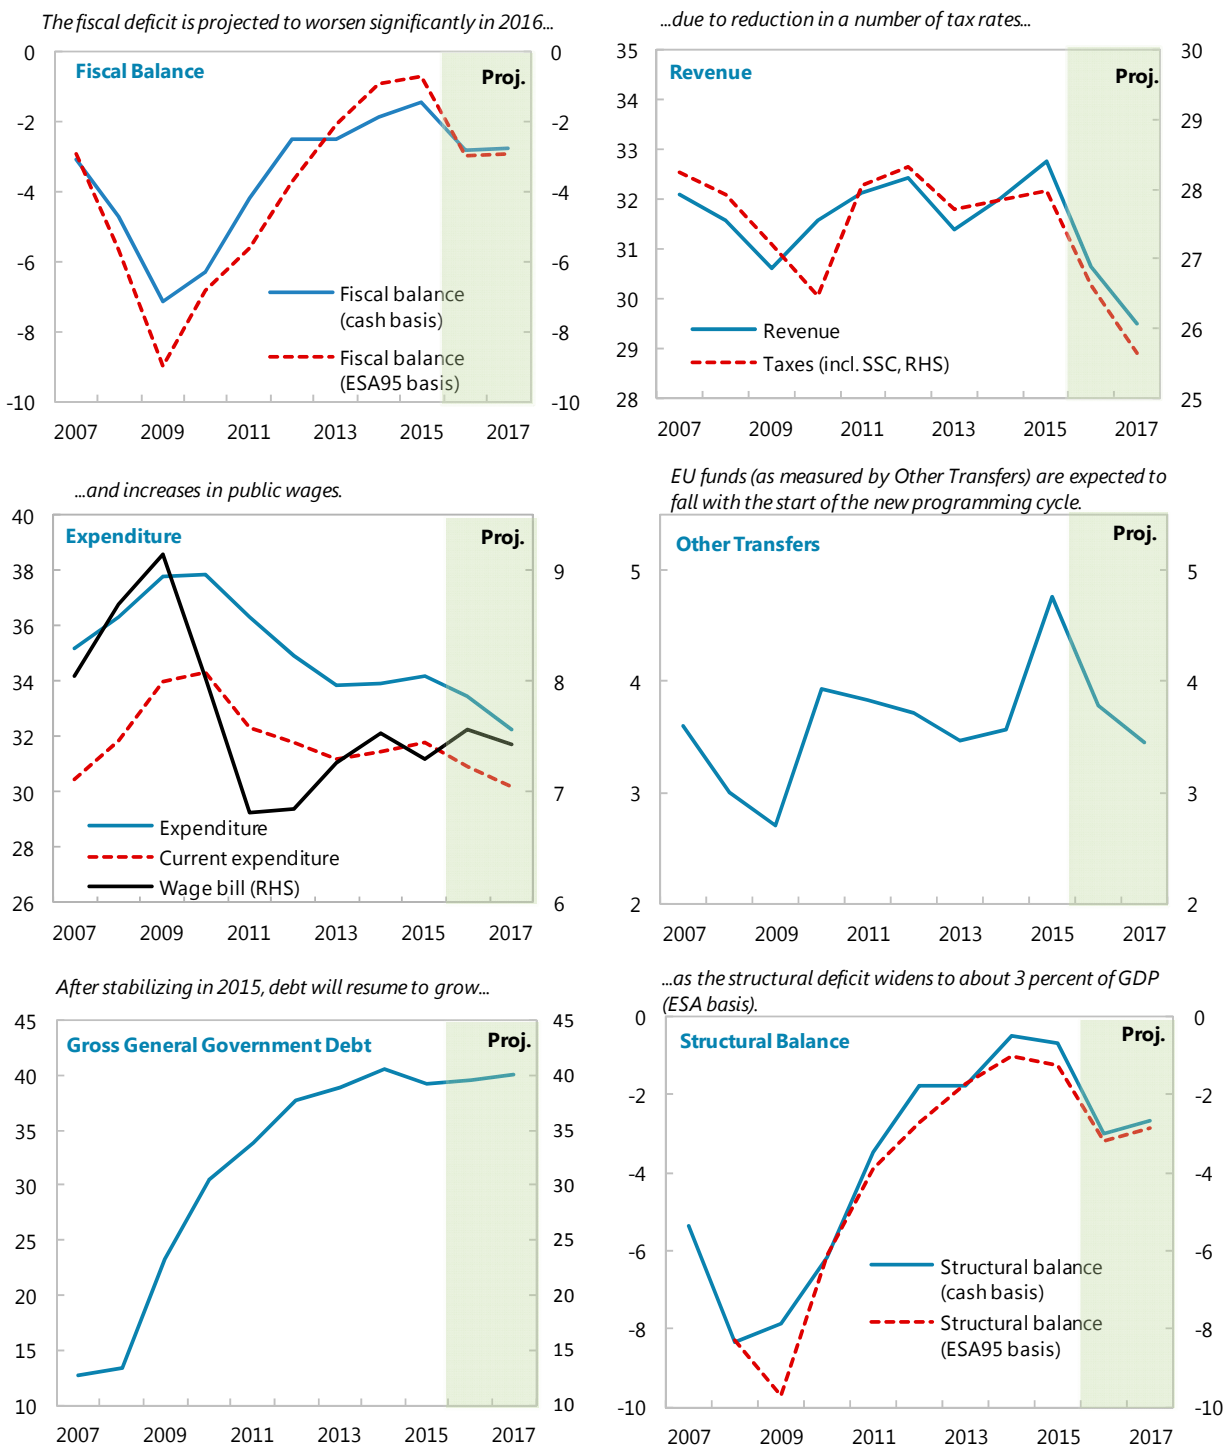 The fiscal deficit is projected to worsen significantly in 2016...
0
-2
-4
-6
-8
-10
Fiscal Balance
Proj.
Fiscal balance
(cash basis)
Fiscal balance
(ESA95 basis)
0
-2
-4
-6
-8
-10
2007 2009 2011 2013 2015 2017
...due to reduction in a number of tax rates...
35
34
33
32
31
30
29
28
Revenue
Proj.
Revenue
Taxes (incl. SSC, RHS)
30
29
28
27
26
25
2007 2009 2011 2013 2015 2017
...and increases in public wages.
40
38
36
34
32
30
28
26
Expenditure
Proj.
Expenditure
Current expenditure
Wage bill (RHS)
9
8
7
6
2007 2009 2011 2013 2015 2017
EU funds (as measured by Other Transfers) are expected to
fall with the start of the new programming cycle.
5
4
3
2
Other Transfers
Proj.
5
4
3
2
2007 2009 2011 2013 2015 2017
After stabilizing in 2015, debt will resume to grow...
45
40
35
30
25
20
15
10
Gross General Government Debt
Proj.
45
40
35
30
25
20
15
10
2007 2009 2011 2013 2015 2017
...as the structural deficit widens to about 3 percent of GDP
(ESA basis).
0
-2
-4
-6
-8
-10
Structural Balance
Proj.
Structural balance
(cash basis)
Structural balance
(ESA95 basis)
0
-2
-4
-6
-8
-10
2007 2009 2011 2013 2015 2017